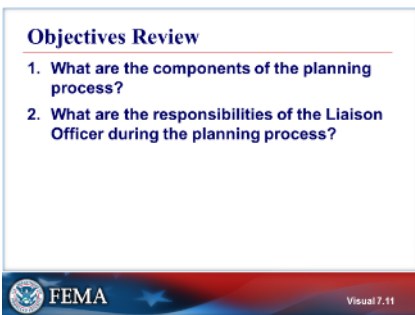 Objectives Review
1. What are the components of the planning
process?
2. What are the responsibilities of the Liaison
Officer during the planning process?
FEMA
Visual 7.11